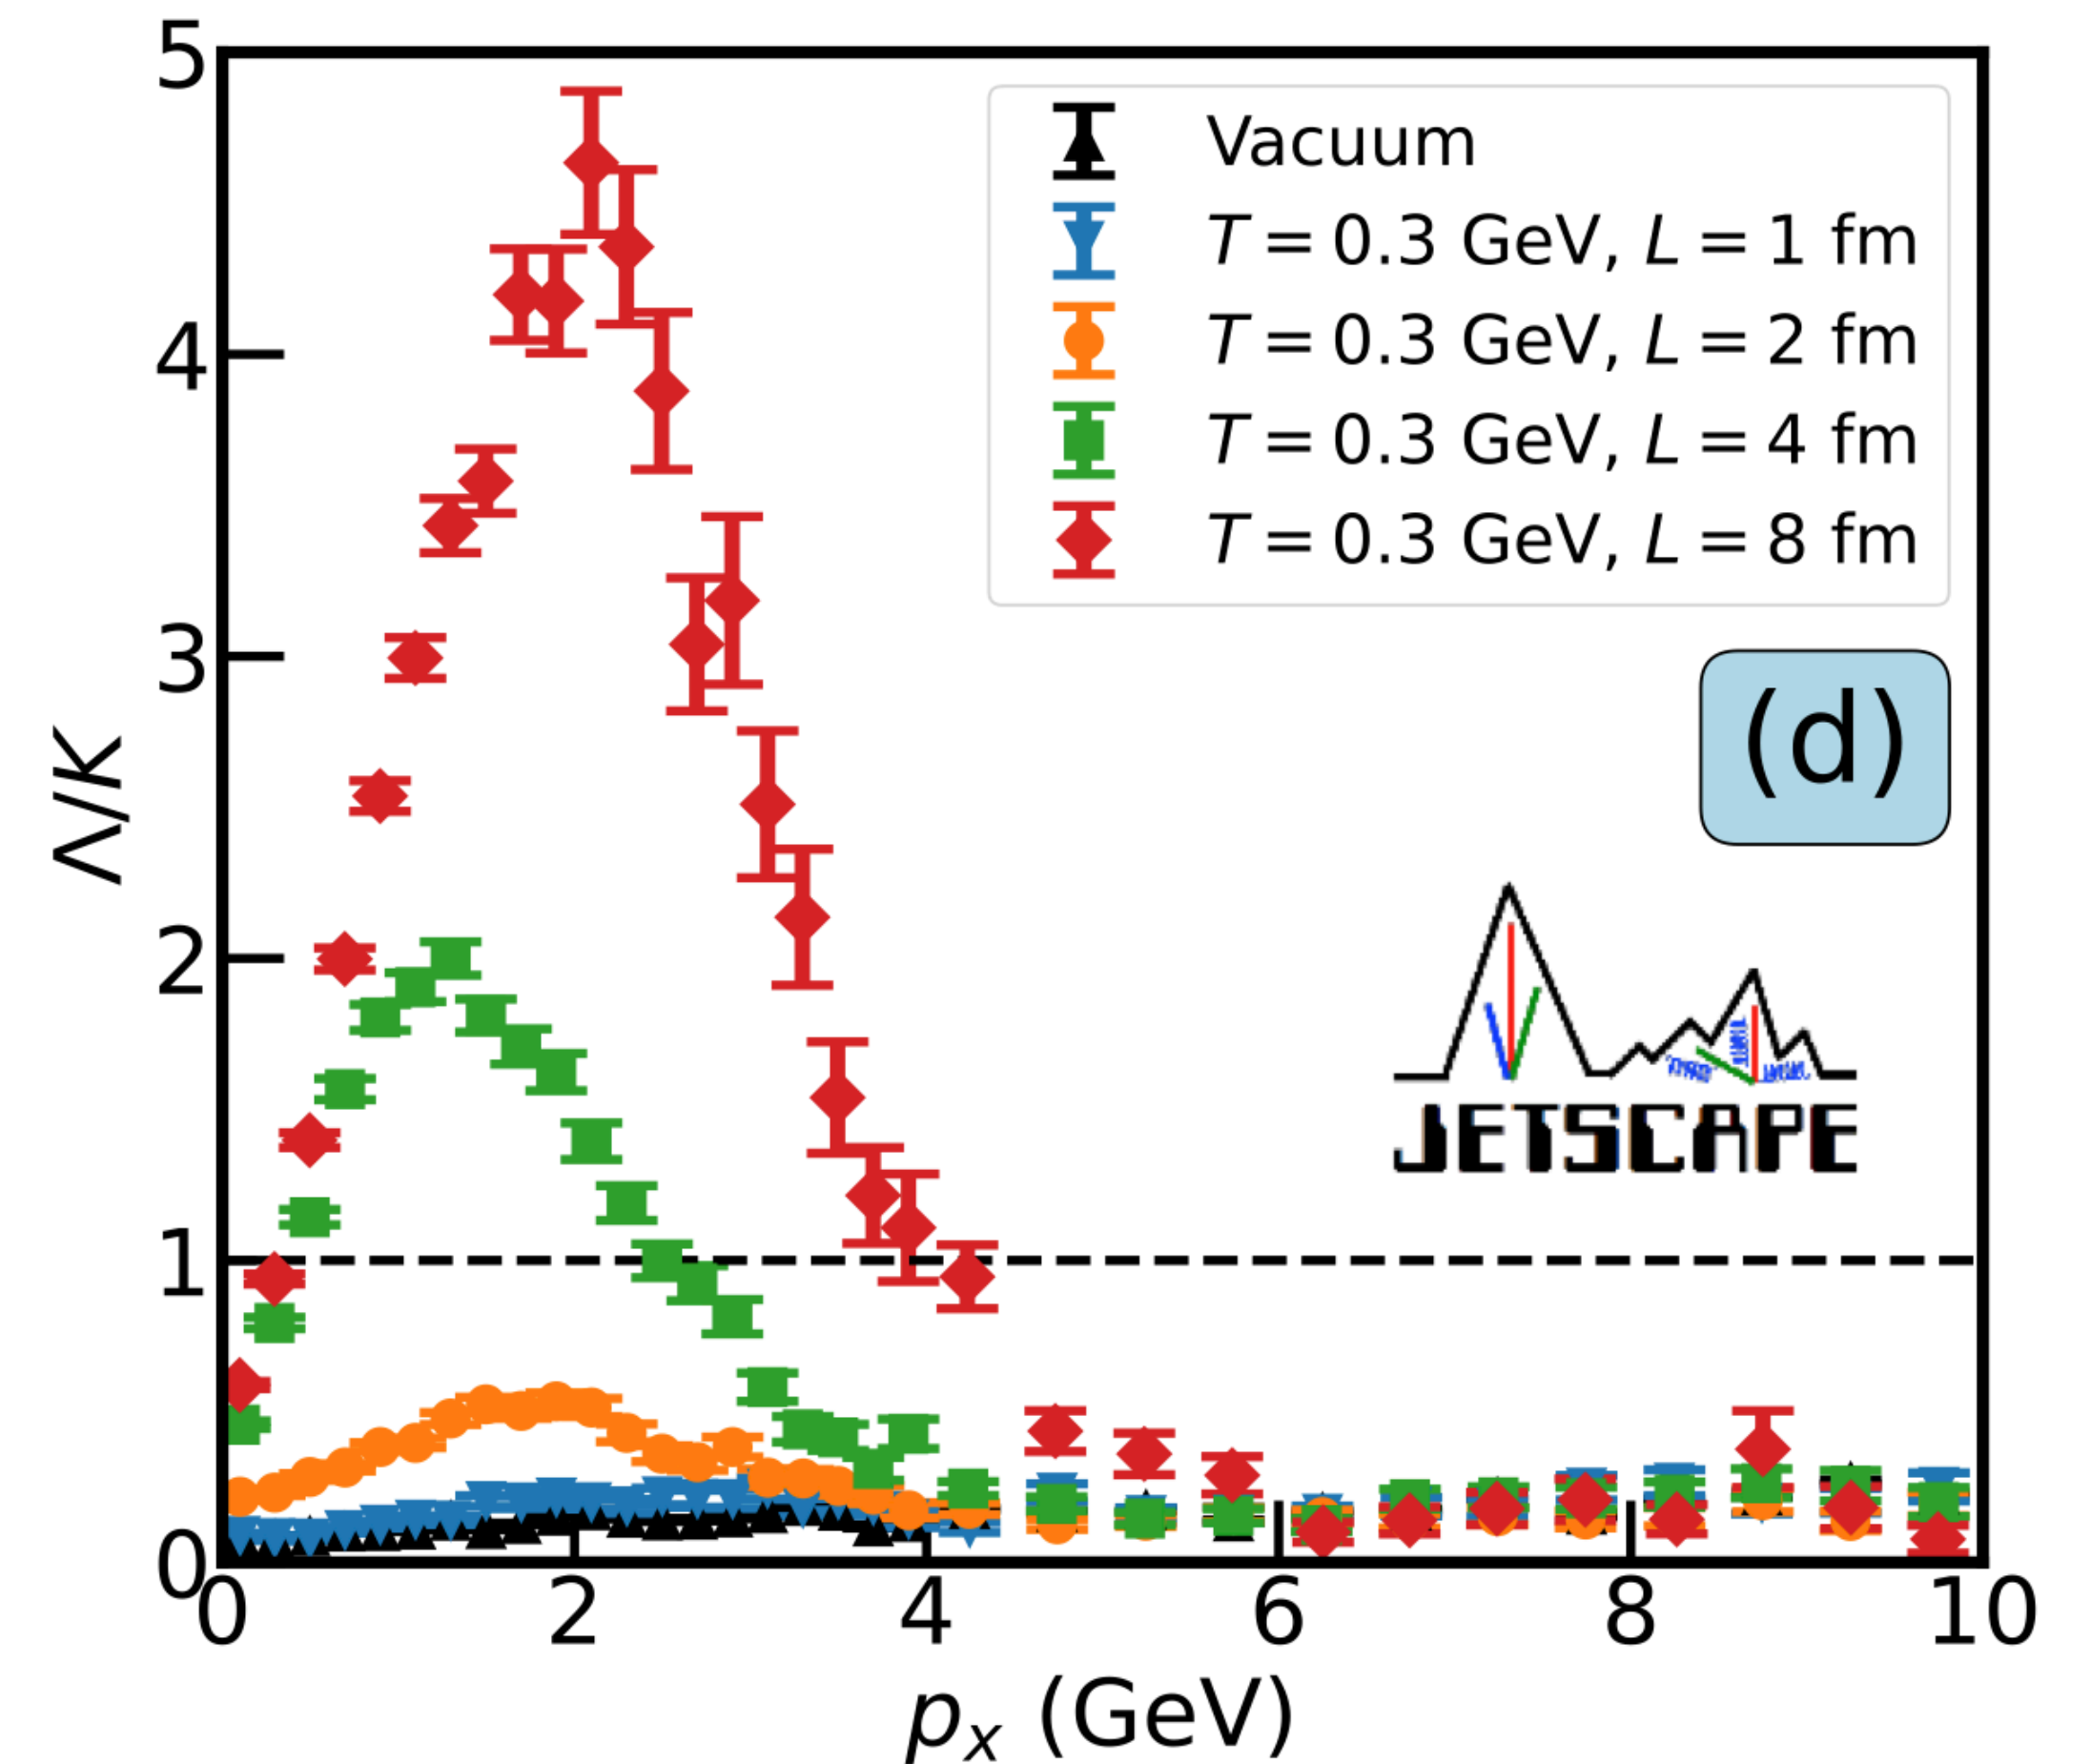 Λ/K
5
4
3
2
1
0
Vacuum
T = 0.3 GeV, L = 1 fm
T = 0.3 GeV, L = 2 fm
T = 0.3 GeV, L = 4 fm
T = 0.3 GeV, L = 8 fm
(d)
JETSCAPE
0 2 4 6 8 10
pₓ (GeV)